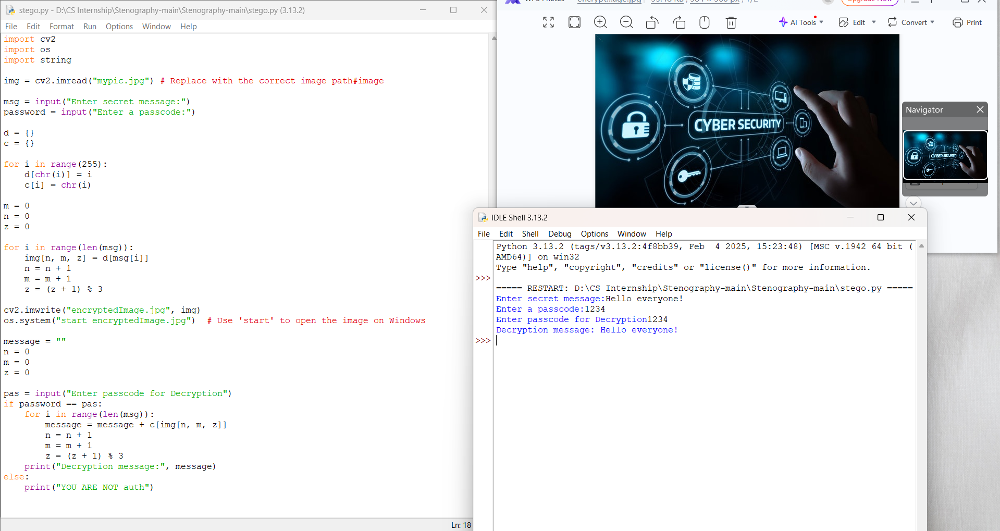 stego.py - D:\CS Internship\Stenography-main\Stenography-main\stego.py (3.13.2)
File Edit Format Run Options Window Help
import cv2
import os
import string
img = cv2.imread("mypic.jpg") # Replace with the correct image path#image
msg = input("Enter secret message:")
password = input("Enter a passcode:")
d = {}
c = {}
for i in range(255):
    d[chr(i)] = i
    c[i] = chr(i)
m = 0
n = 0
z = 0
for i in range(len(msg)):
    img[n, m, z] = d[msg[i]]
    n = n + 1
    m = m + 1
    z = (z + 1) % 3
cv2.imwrite("encryptedImage.jpg", img)
os.system("start encryptedImage.jpg")  # Use 'start' to open the image on Windows
message = ""
n = 0
m = 0
z = 0
pas = input("Enter passcode for Decryption")
if password == pas:
    for i in range(len(msg)):
        message = message + c[img[n, m, z]]
        n = n + 1
        m = m + 1
        z = (z + 1) % 3
    print("Decryption message:", message)
else:
    print("YOU ARE NOT auth")
Ln: 18
AI Tools Edit Convert Print
CYBER SECURITY
Navigator
CYBER SECURITY
IDLE Shell 3.13.2
File Edit Shell Debug Options Window Help
Python 3.13.2 (tags/v3.13.2:4f8bb39, Feb  4 2025, 15:23:48) [MSC v.1942 64 bit (
AMD64)] on win32
Type "help", "copyright", "credits" or "license()" for more information.
>>>
===== RESTART: D:\CS Internship\Stenography-main\Stenography-main\stego.py =====
Enter secret message:Hello everyone!
Enter a passcode:1234
Enter passcode for Decryption1234
Decryption message: Hello everyone!
>>>